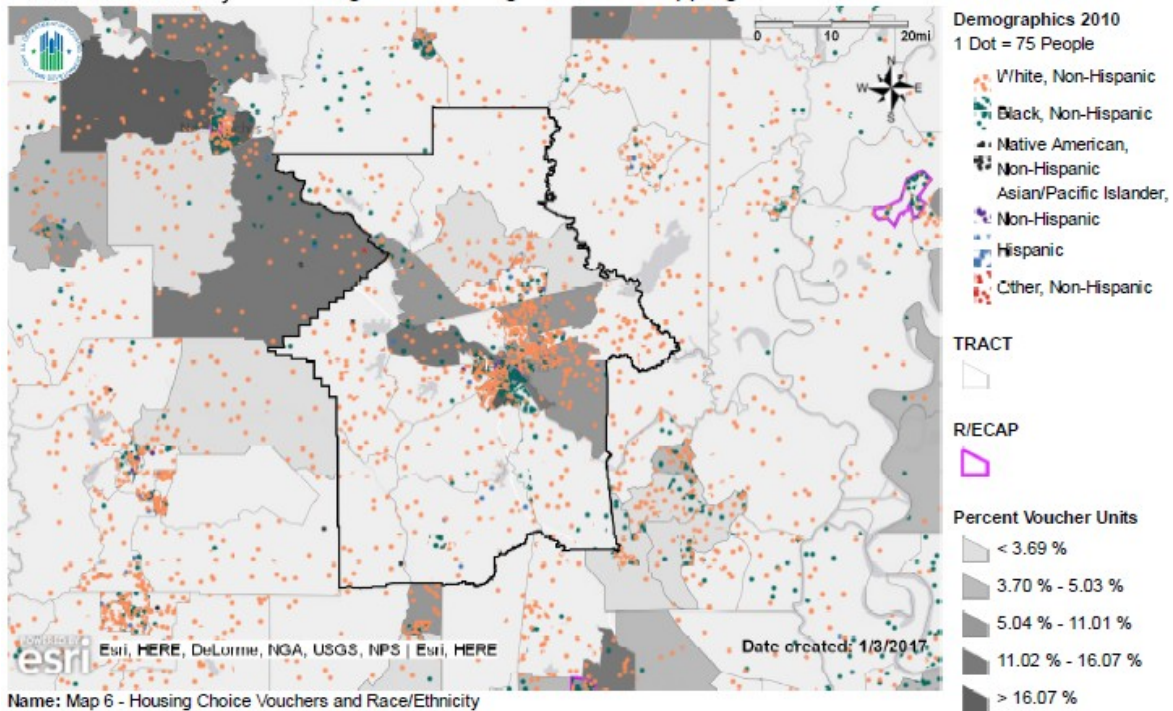 0 10 20mi
N
W E
S
Demographics 2010
1 Dot = 75 People
White, Non-Hispanic
Black, Non-Hispanic
Native American,
Non-Hispanic
Asian/Pacific Islander,
Non-Hispanic
Hispanic
Other, Non-Hispanic
TRACT
R/ECAP
Percent Voucher Units
< 3.69 %
3.70 % - 5.03 %
5.04 % - 11.01 %
11.02 % - 16.07 %
> 16.07 %
POWERED BY
esri
Esri, HERE, DeLorme, NGA, USGS, NPS | Esri, HERE
Date created: 1/3/2017
Name: Map 6 - Housing Choice Vouchers and Race/Ethnicity